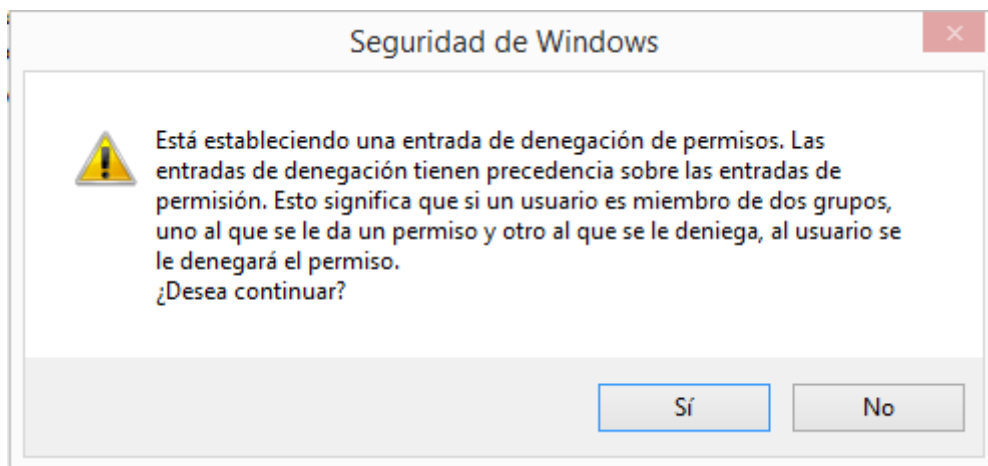 Seguridad de Windows
Está estableciendo una entrada de denegación de permisos. Las
entradas de denegación tienen precedencia sobre las entradas de
permisión. Esto significa que si un usuario es miembro de dos grupos,
uno al que se le da un permiso y otro al que se le deniega, al usuario se
le denegará el permiso.
¿Desea continuar?
Sí
No